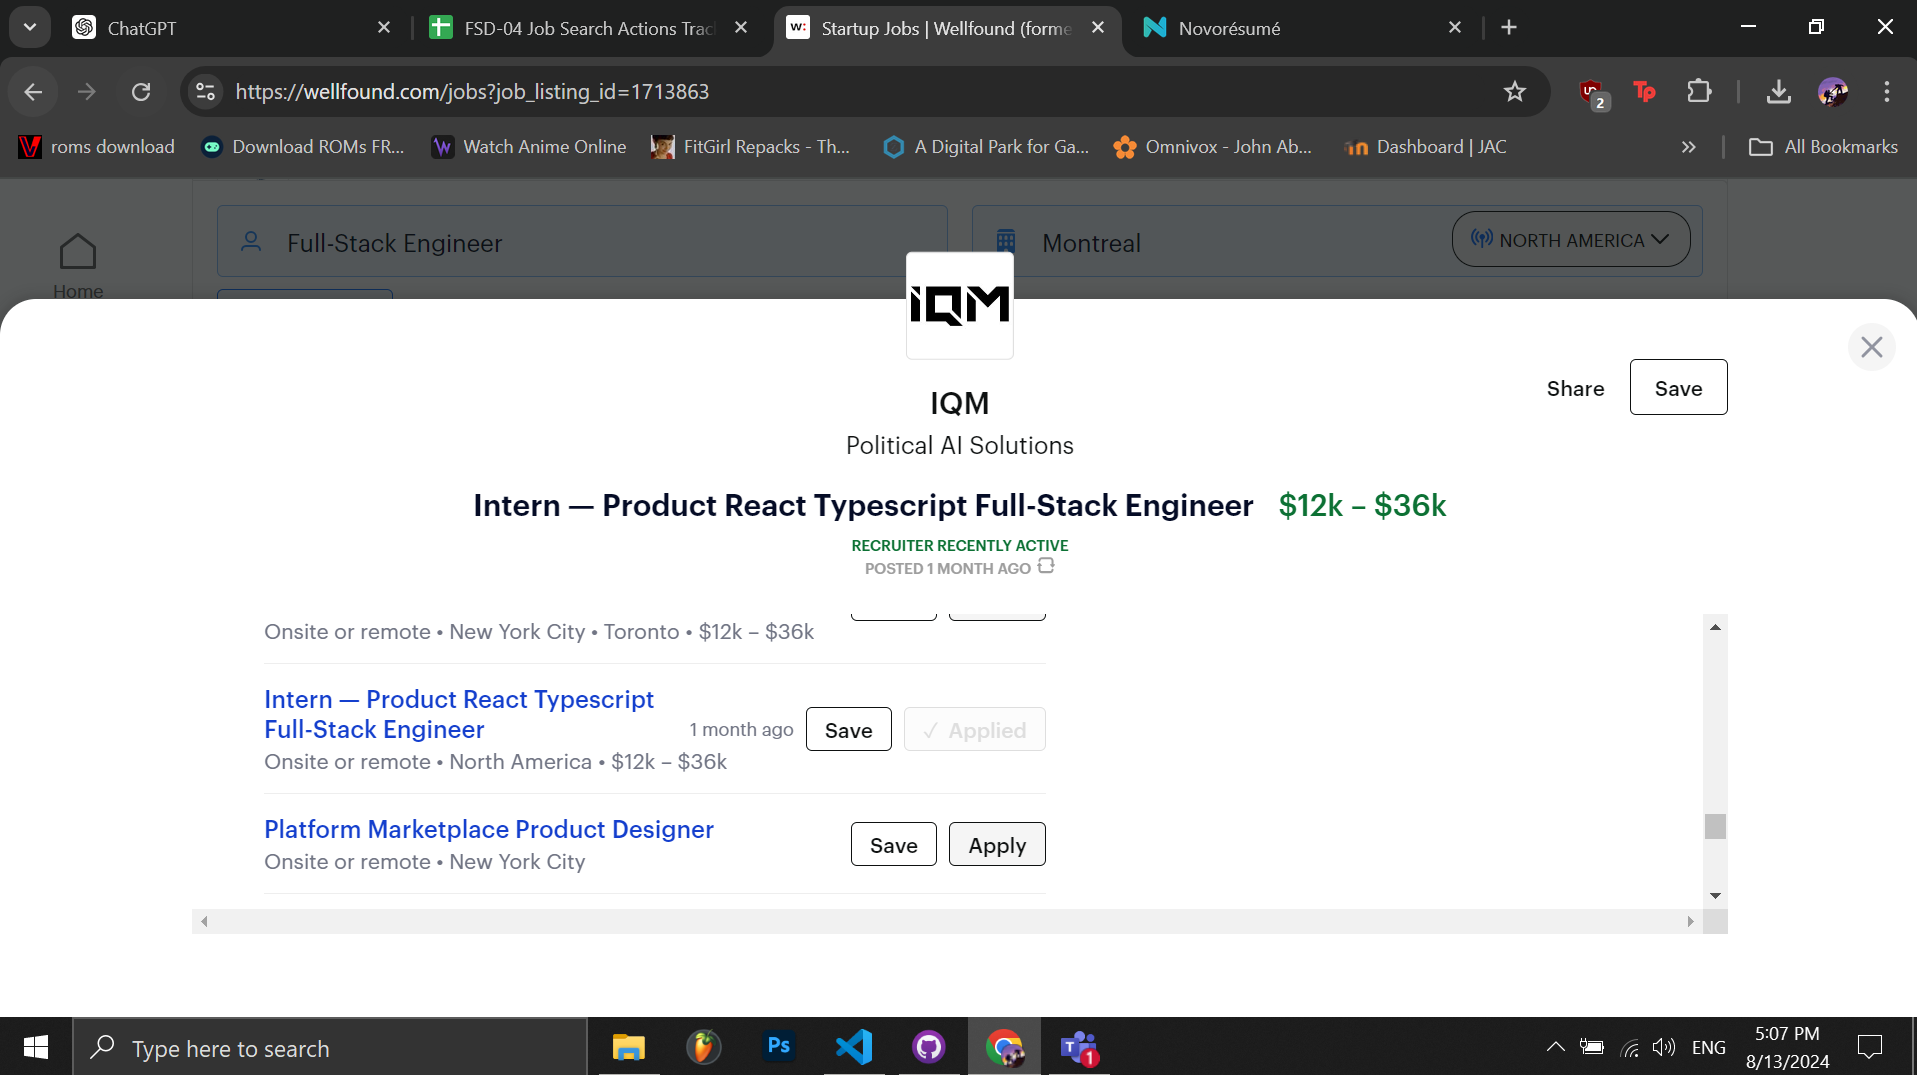 ChatGPT
FSD-04 Job Search Actions Trac
w: Startup Jobs | Wellfound (forme
Novorésumé
https://wellfound.com/jobs?job_listing_id=1713863
2
Tp
roms download
Download ROMs FR...
Watch Anime Online
FitGirl Repacks - Th...
A Digital Park for Ga...
Omnivox - John Ab...
Dashboard | JAC
All Bookmarks
Home
Full-Stack Engineer
Montreal
NORTH AMERICA
iQM
Share
Save
IQM
Political AI Solutions
Intern — Product React Typescript Full-Stack Engineer $12k – $36k
RECRUITER RECENTLY ACTIVE
POSTED 1 MONTH AGO
Onsite or remote • New York City • Toronto • $12k – $36k
Intern — Product React Typescript
Full-Stack Engineer
1 month ago
Save
✓ Applied
Onsite or remote • North America • $12k – $36k
Platform Marketplace Product Designer
Save
Apply
Onsite or remote • New York City
Type here to search
Ps
1
ENG
5:07 PM
8/13/2024